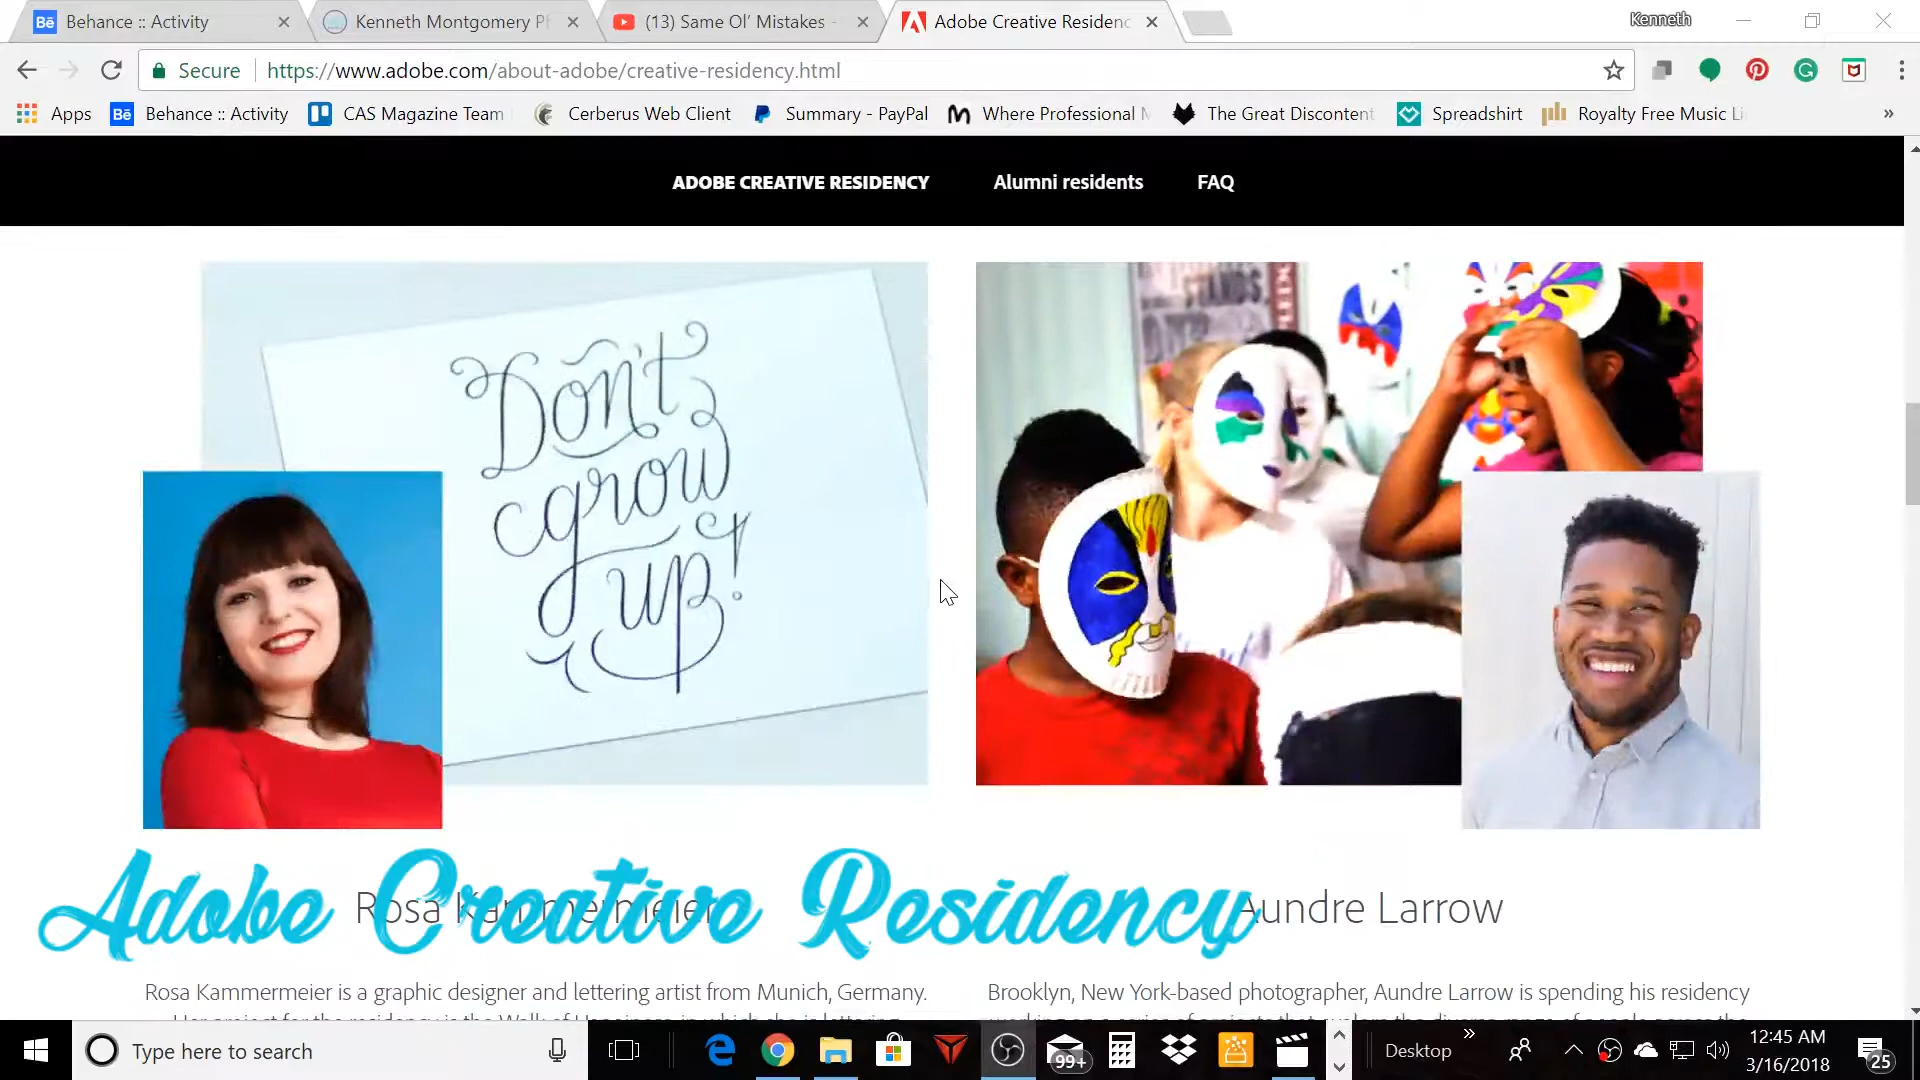 Behance :: Activity
Kenneth Montgomery P
(13) Same Ol' Mistakes -
Adobe Creative Residenc
Kenneth
Secure
https://www.adobe.com/about-adobe/creative-residency.html
Apps
Bē
Behance :: Activity
CAS Magazine Team
Cerberus Web Client
Summary - PayPal
Where Professional
The Great Discontent
Spreadshirt
Royalty Free Music Li
»
ADOBE CREATIVE RESIDENCY
Alumni residents
FAQ
Don't
grow
up!
Adobe Creative Residency
Rosa Kammermeier
Aundre Larrow
Rosa Kammermeier is a graphic designer and lettering artist from Munich, Germany.
Brooklyn, New York-based photographer, Aundre Larrow is spending his residency
Type here to search
99+
Desktop
»
12:45 AM
3/16/2018
25